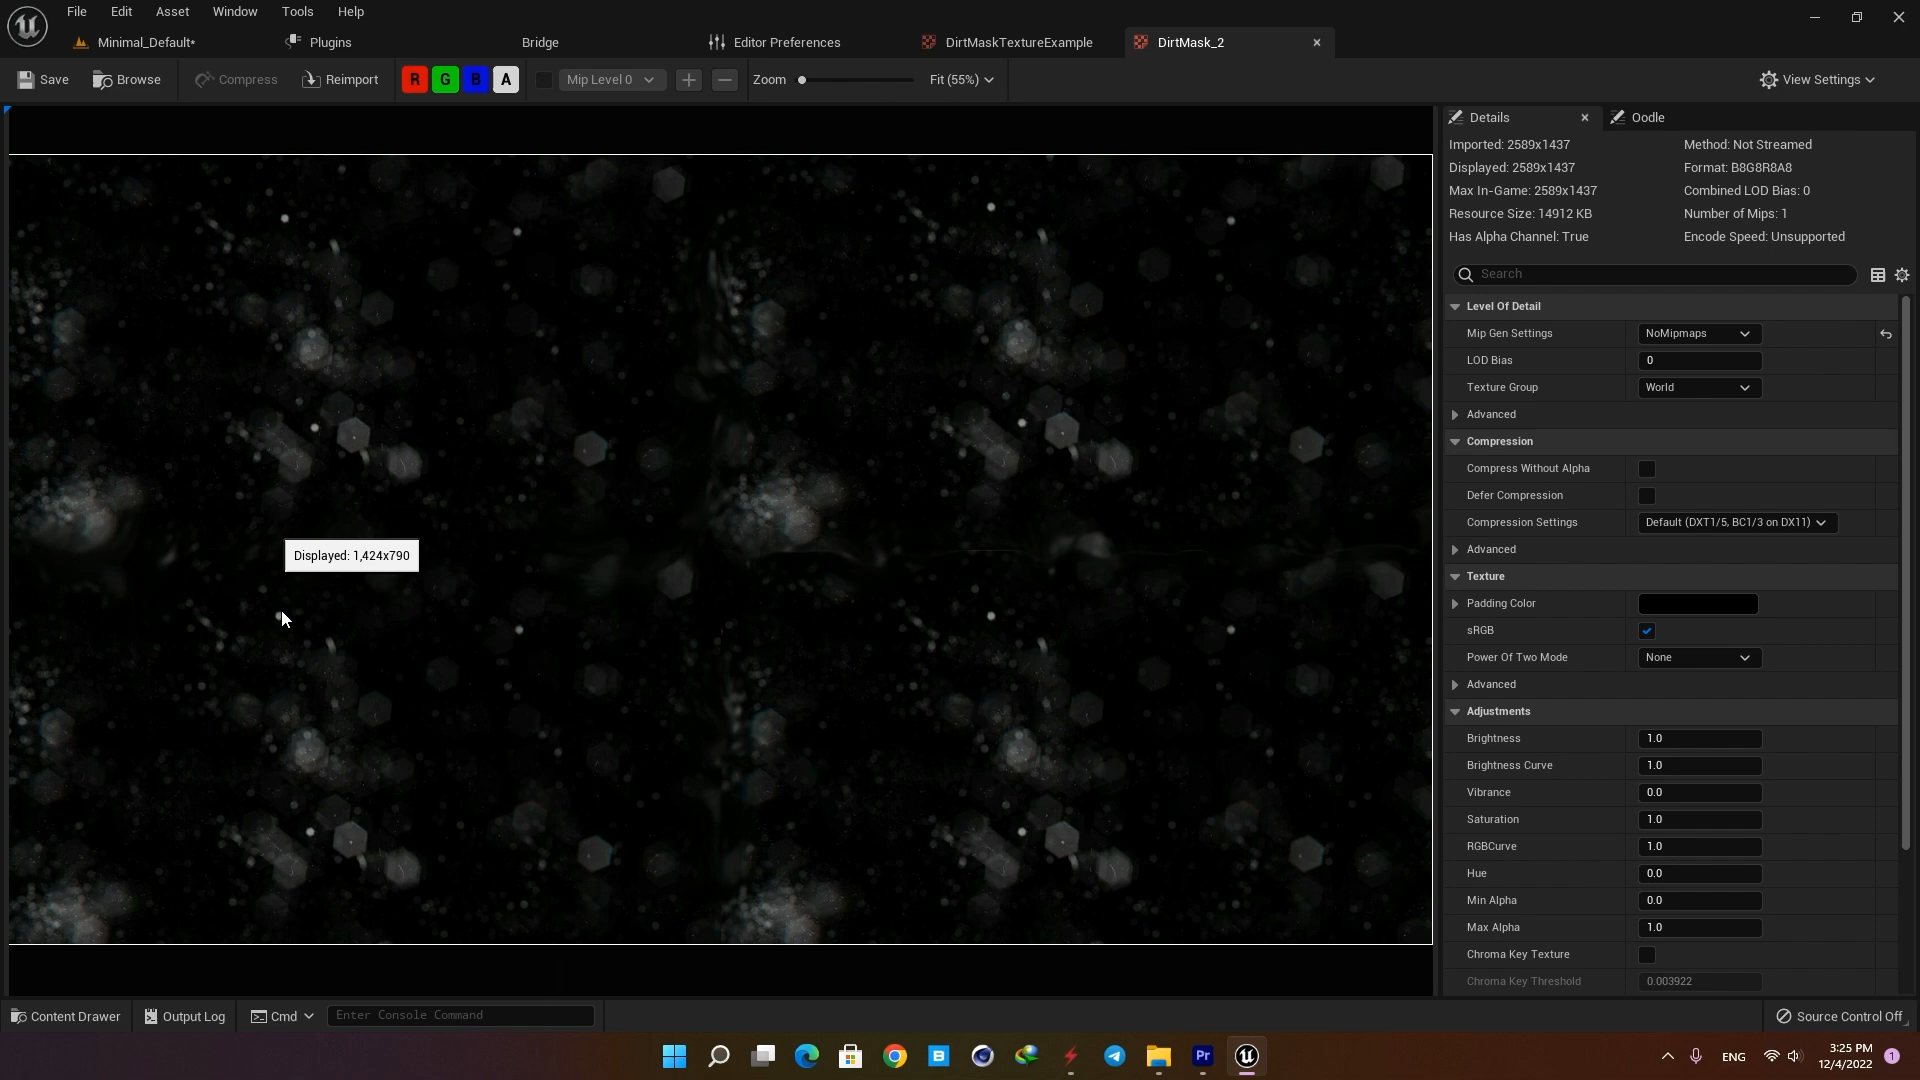 File Edit Asset Window Tools Help
Minimal_Default* Plugins Bridge Editor Preferences DirtMaskTextureExample DirtMask_2
Save Browse Compress Reimport R G B A Mip Level 0 Zoom Fit (55%) View Settings
Details Oodle
Imported: 2589x1437 Method: Not Streamed
Displayed: 2589x1437 Format: B8G8R8A8
Max In-Game: 2589x1437 Combined LOD Bias: 0
Resource Size: 14912 KB Number of Mips: 1
Has Alpha Channel: True Encode Speed: Unsupported
Search
Level Of Detail
Mip Gen Settings NoMipmaps
LOD Bias 0
Texture Group World
Advanced
Compression
Compress Without Alpha
Defer Compression
Compression Settings Default (DXT1/5, BC1/3 on DX11)
Advanced
Texture
Padding Color
sRGB
Power Of Two Mode None
Advanced
Adjustments
Brightness 1.0
Brightness Curve 1.0
Vibrance 0.0
Saturation 1.0
RGBCurve 1.0
Hue 0.0
Min Alpha 0.0
Max Alpha 1.0
Chroma Key Texture
Chroma Key Threshold 0.003922
Displayed: 1,424x790
Content Drawer Output Log Cmd Enter Console Command Source Control Off
B Pr ENG 3:25 PM 1
12/4/2022